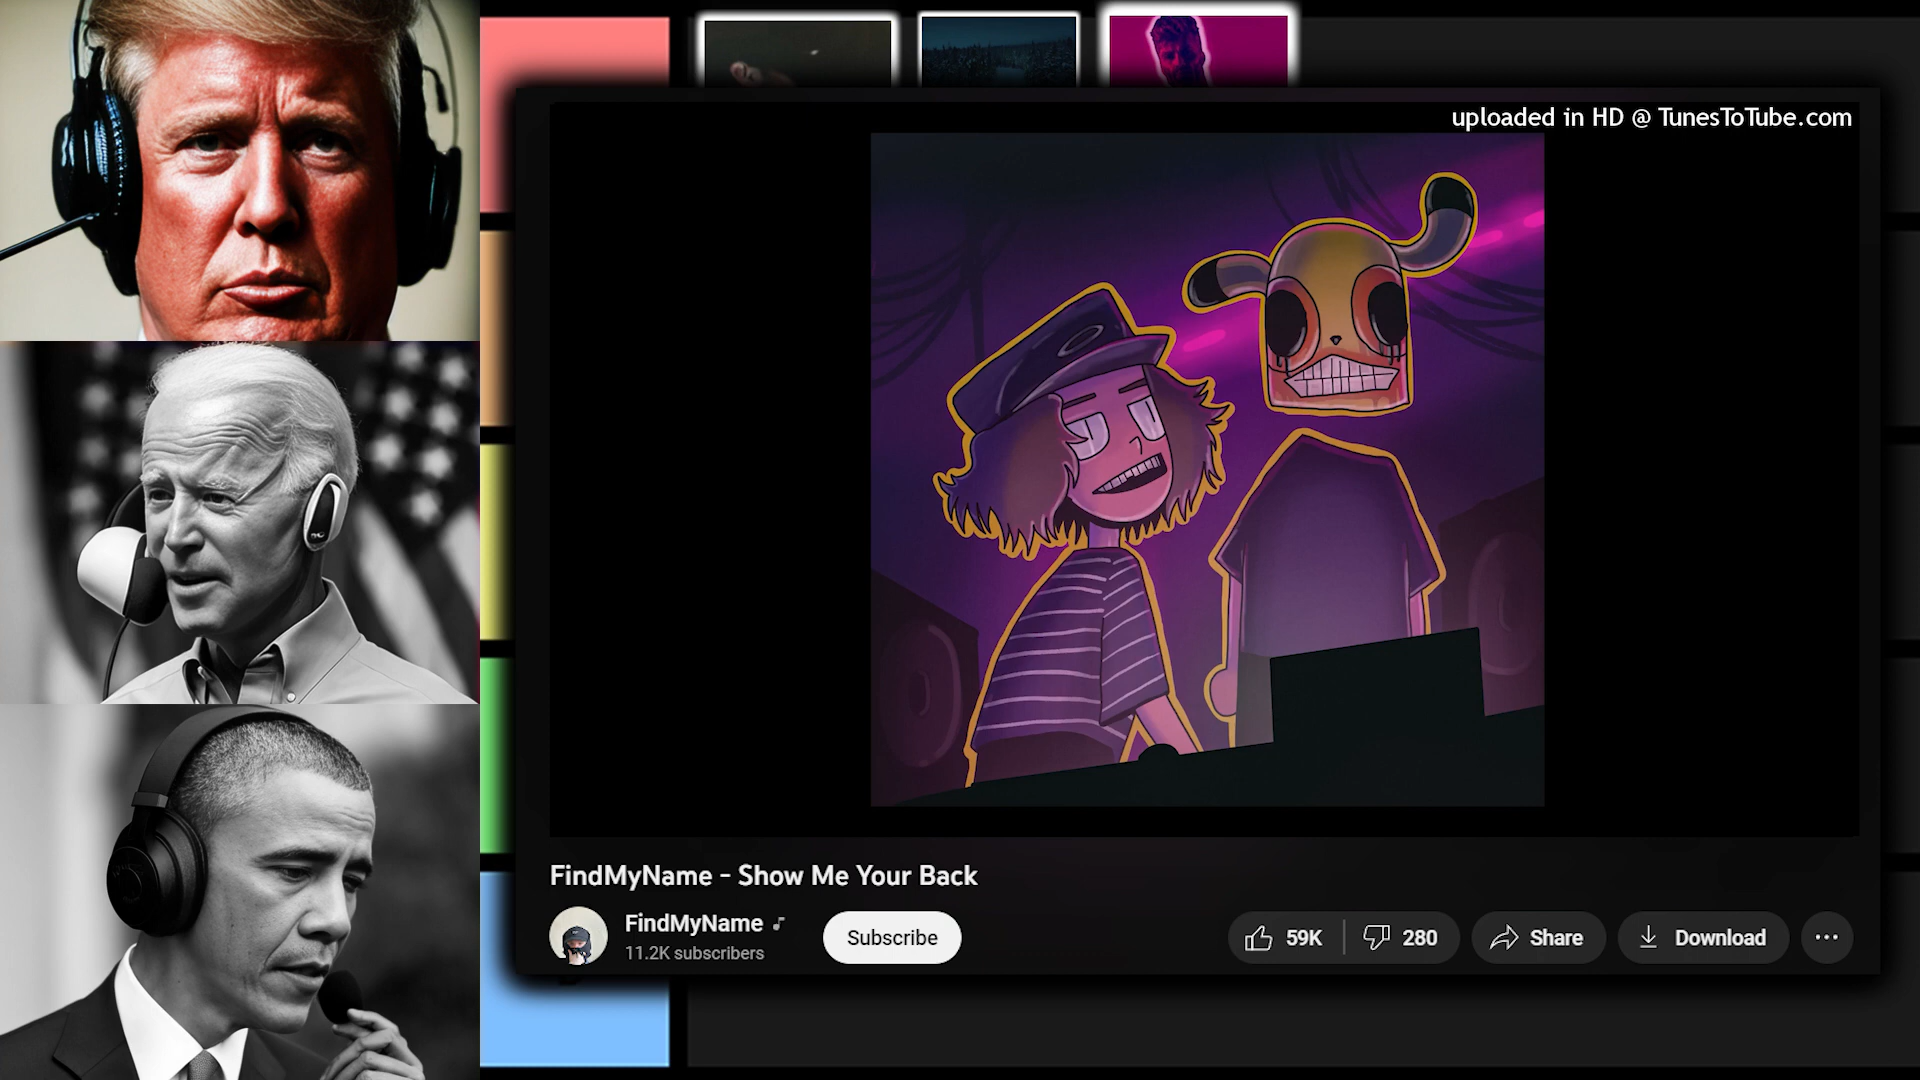 uploaded in HD @ TunesToTube.com
FindMyName - Show Me Your Back
FindMyName
11.2K subscribers
Subscribe
59K
280
Share
Download